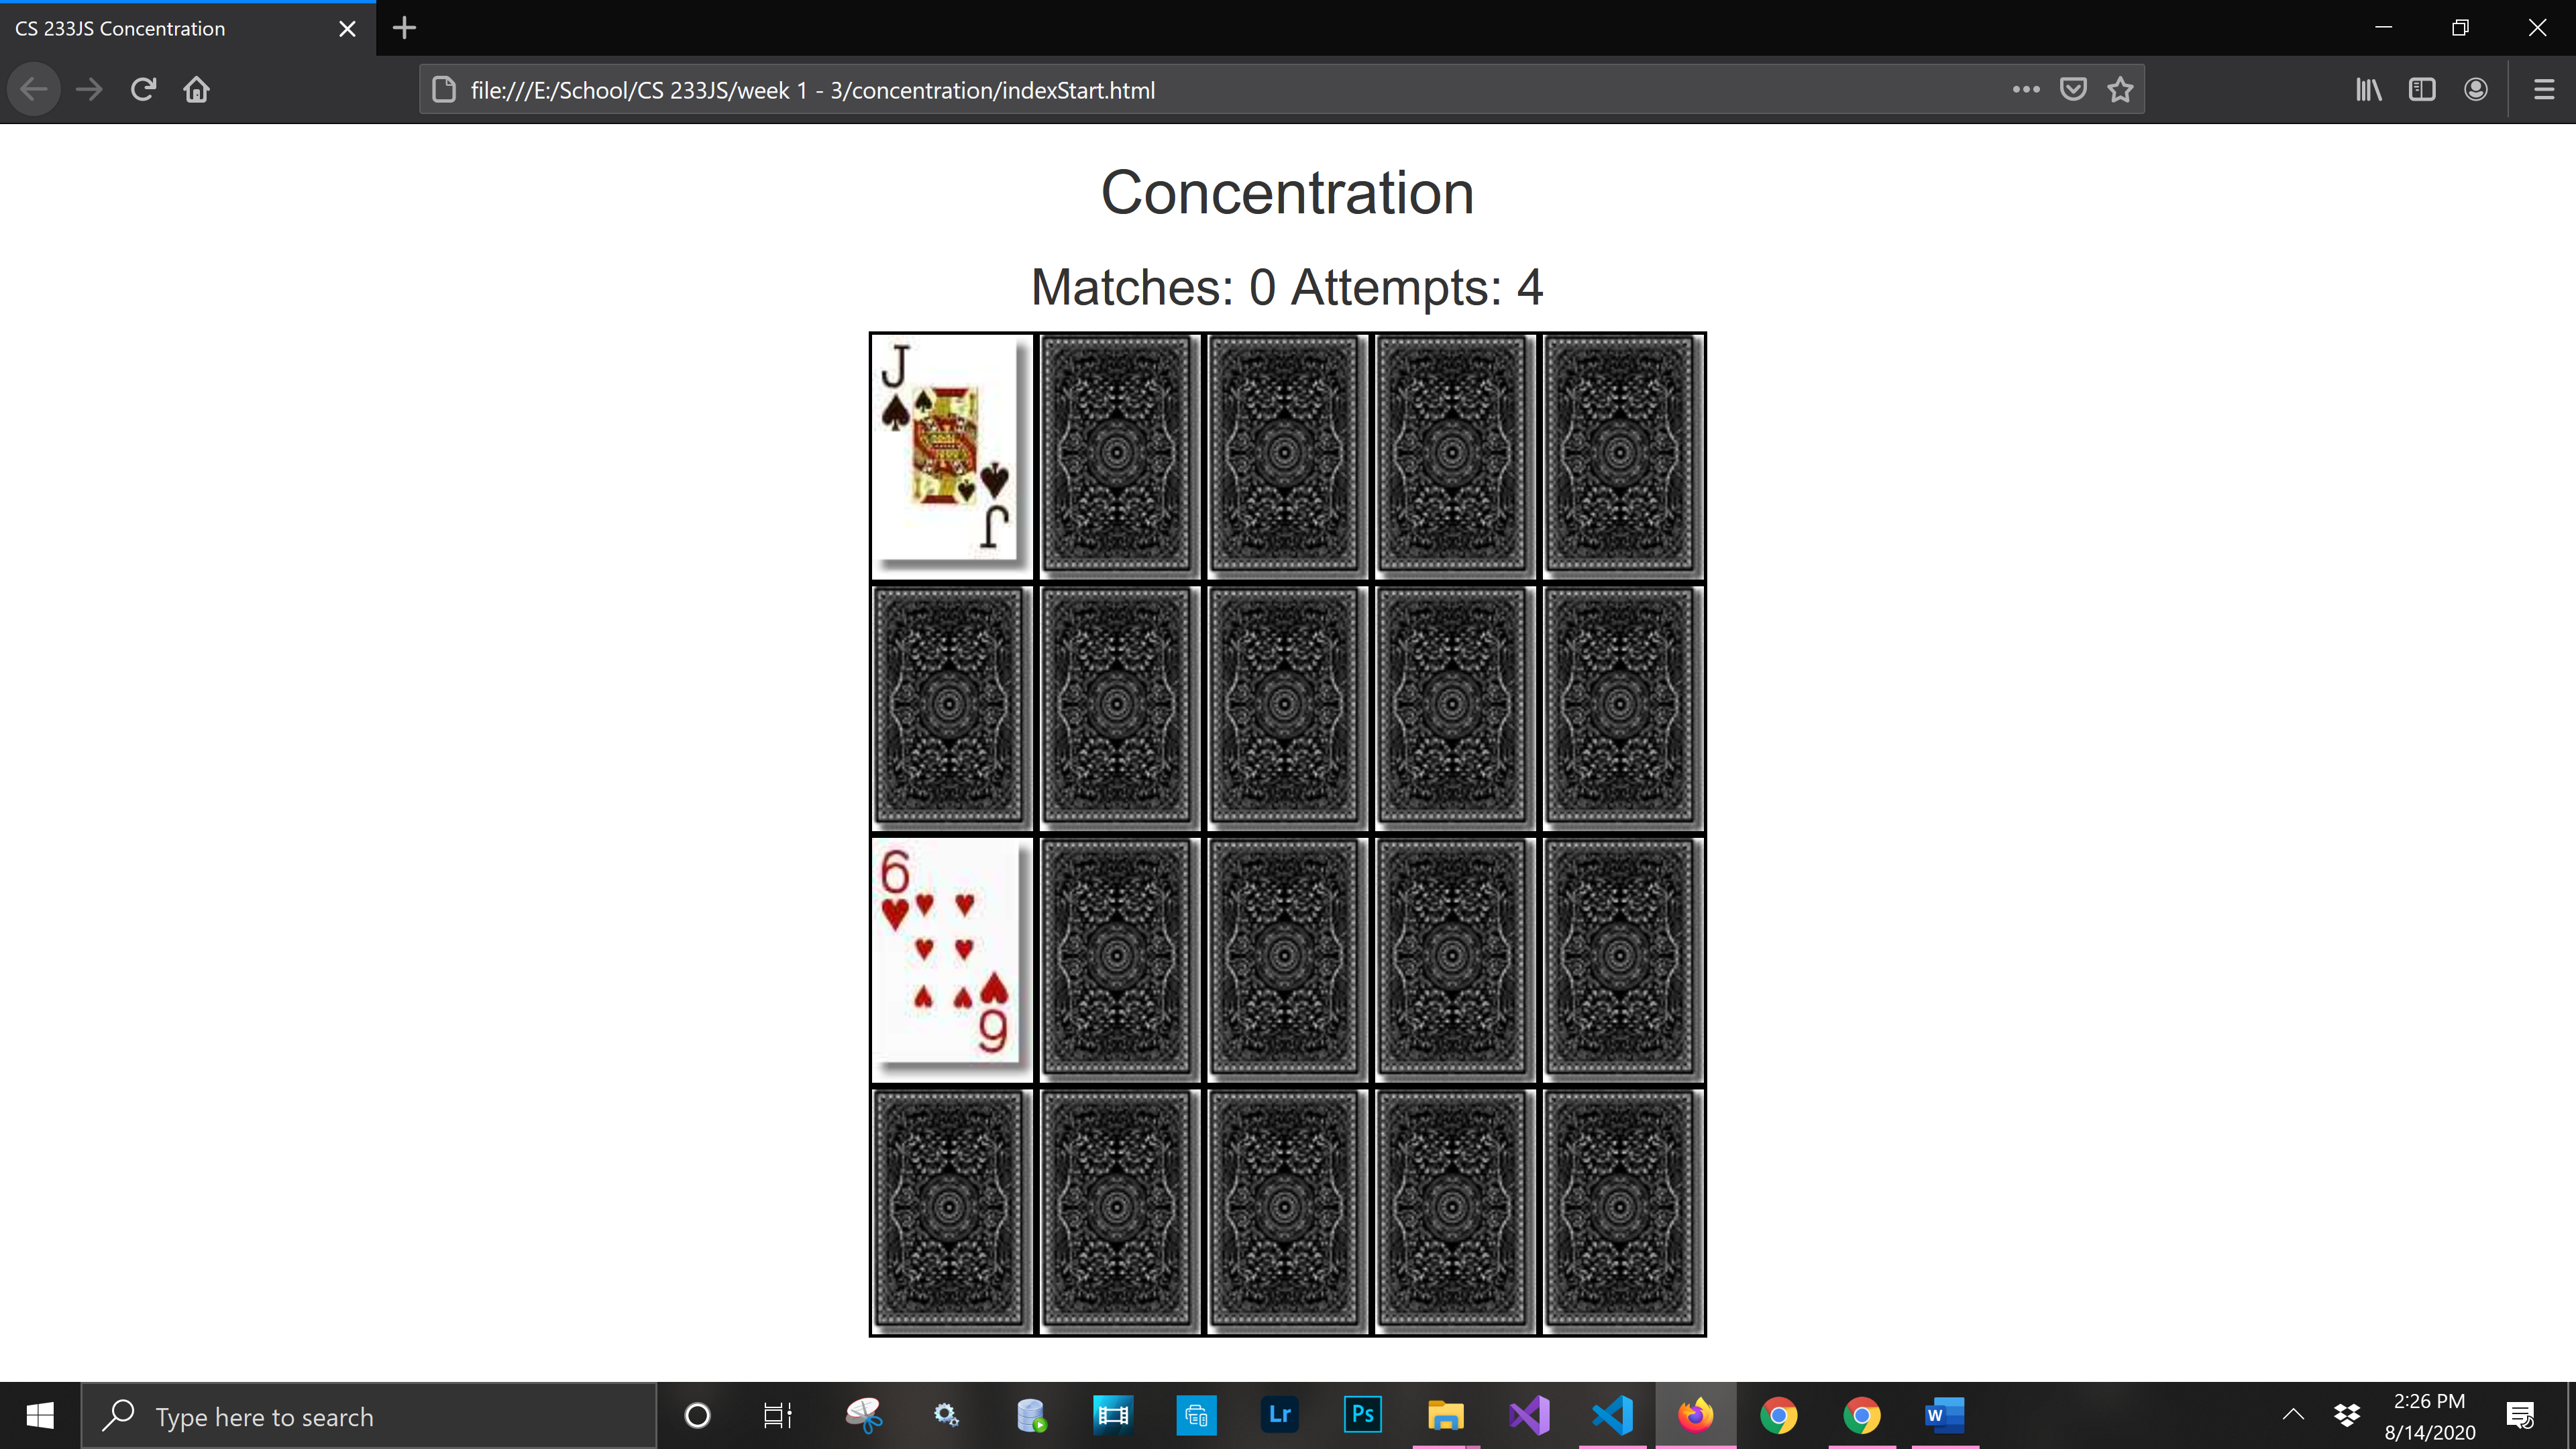 CS 233JS Concentration
file:///E:/School/CS 233JS/week 1 - 3/concentration/indexStart.html
Concentration
Matches: 0 Attempts: 4
J
J
6
6
Type here to search
Lr
Ps
W
2:26 PM
8/14/2020